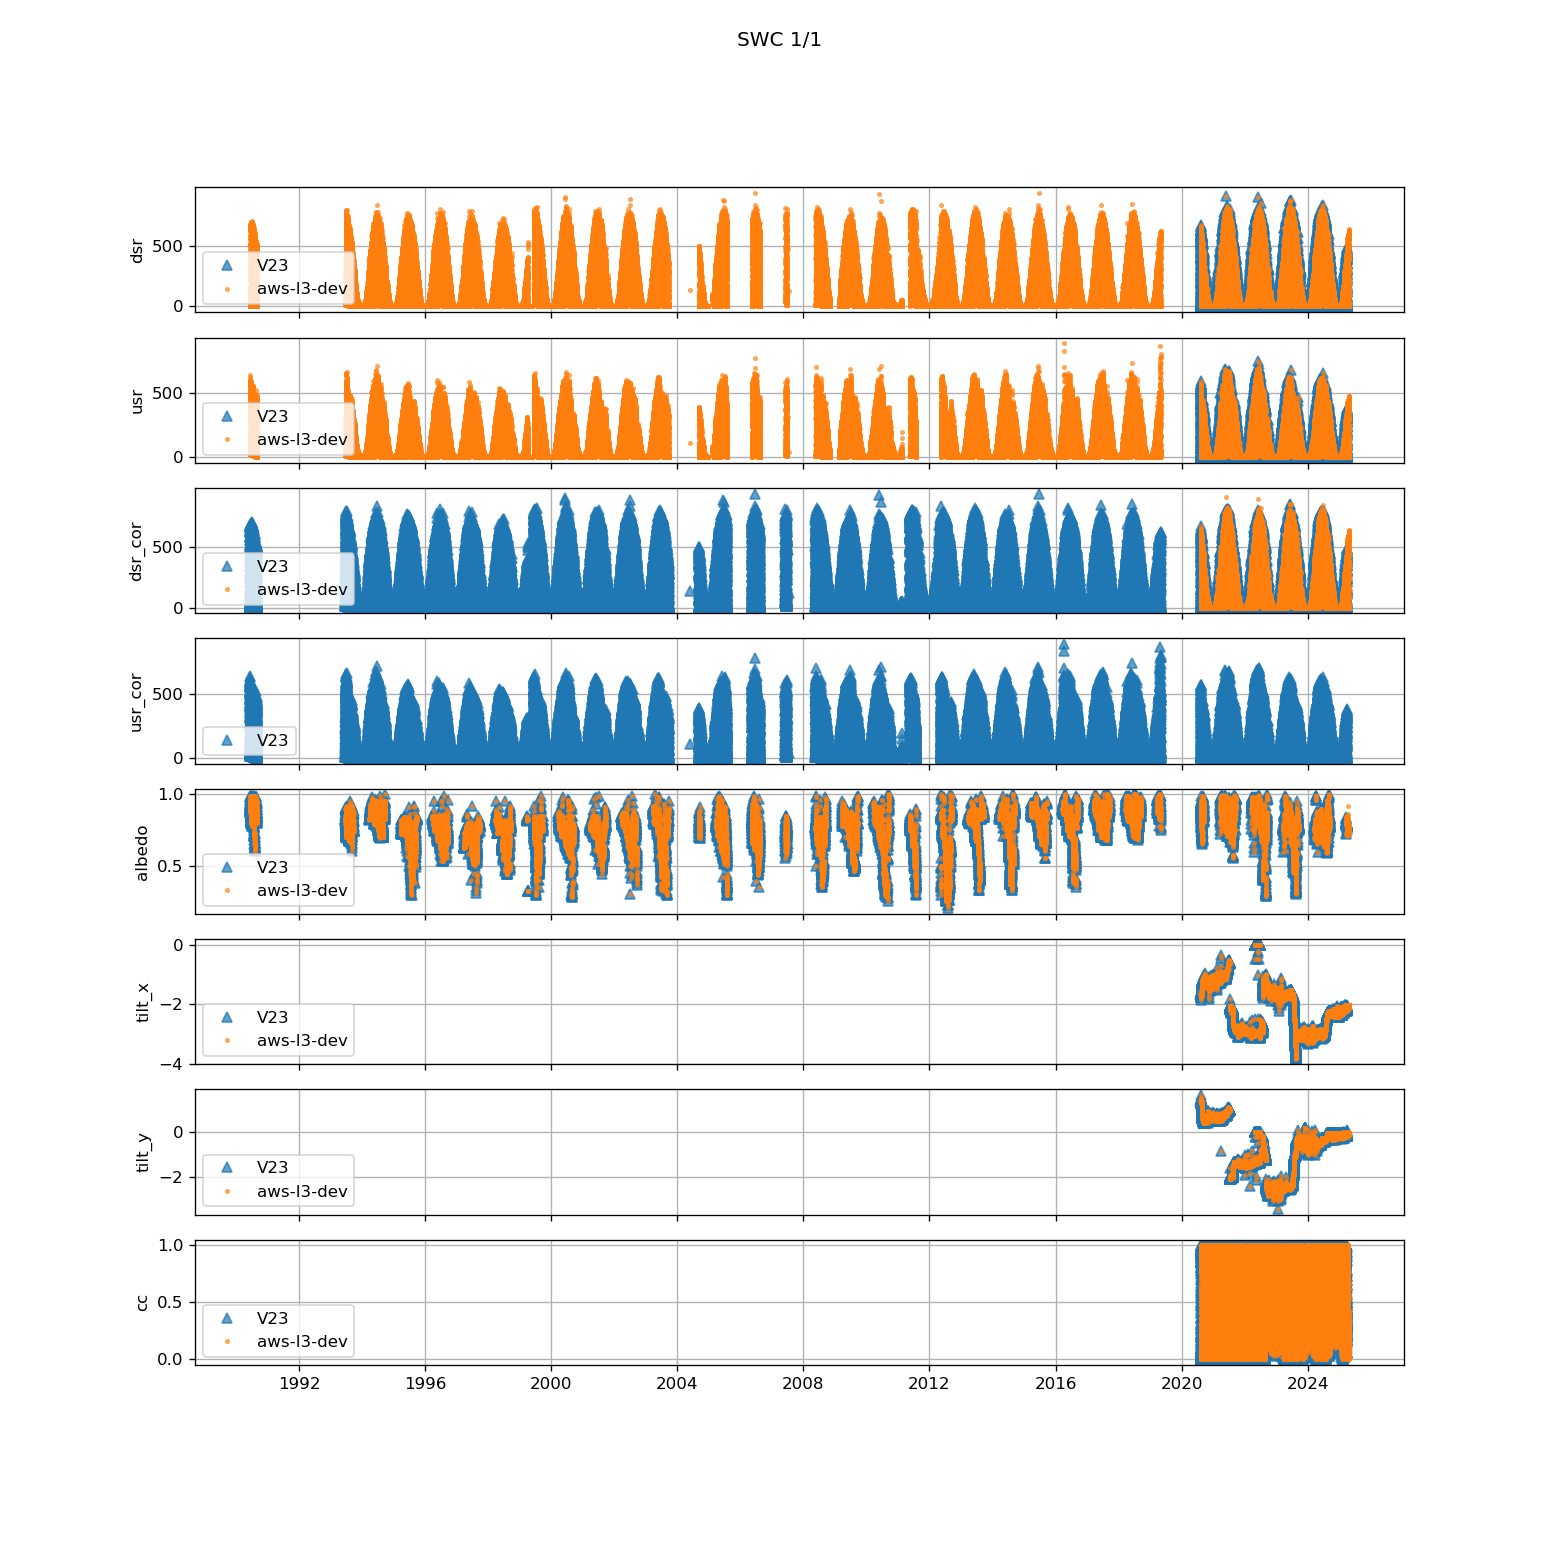 SWC 1/1
dsr
500
0
V23
aws-l3-dev
usr
500
0
V23
aws-l3-dev
dsr_cor
500
0
V23
aws-l3-dev
usr_cor
500
0
V23
albedo
1.0
0.5
V23
aws-l3-dev
tilt_x
0
−2
−4
V23
aws-l3-dev
tilt_y
0
−2
V23
aws-l3-dev
cc
1.0
0.5
0.0
V23
aws-l3-dev
1992 1996 2000 2004 2008 2012 2016 2020 2024